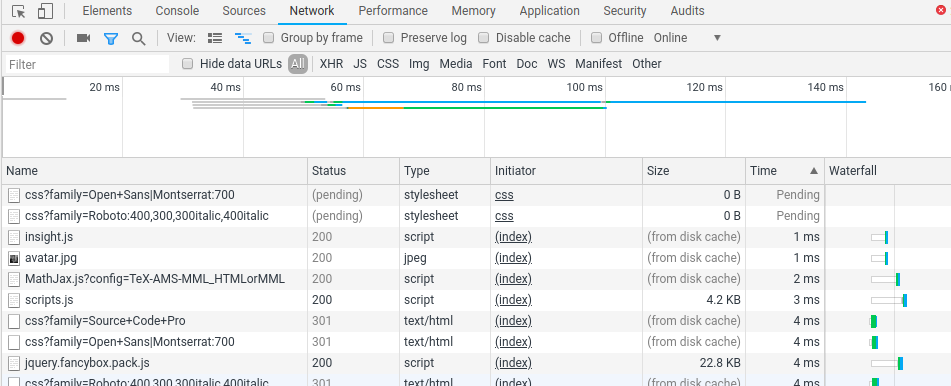 Elements Console Sources Network Performance Memory Application Security Audits
View: Group by frame Preserve log Disable cache Offline Online
Filter Hide data URLs All XHR JS CSS Img Media Font Doc WS Manifest Other
20 ms 40 ms 60 ms 80 ms 100 ms 120 ms 140 ms 160
Name Status Type Initiator Size Time Waterfall
css?family=Open+Sans|Montserrat:700 (pending) stylesheet css 0 B Pending
css?family=Roboto:400,300,300italic,400italic (pending) stylesheet css 0 B Pending
insight.js 200 script (index) (from disk cache) 1 ms
avatar.jpg 200 jpeg (index) (from disk cache) 1 ms
MathJax.js?config=TeX-AMS-MML_HTMLorMML 200 script (index) (from disk cache) 2 ms
scripts.js 200 script (index) 4.2 KB 3 ms
css?family=Source+Code+Pro 301 text/html (index) (from disk cache) 4 ms
css?family=Open+Sans|Montserrat:700 301 text/html (index) (from disk cache) 4 ms
jquery.fancybox.pack.js 200 script (index) 22.8 KB 4 ms
css?family=Roboto:400,300,300italic,400italic 301 text/html (index) (from disk cache) 4 ms